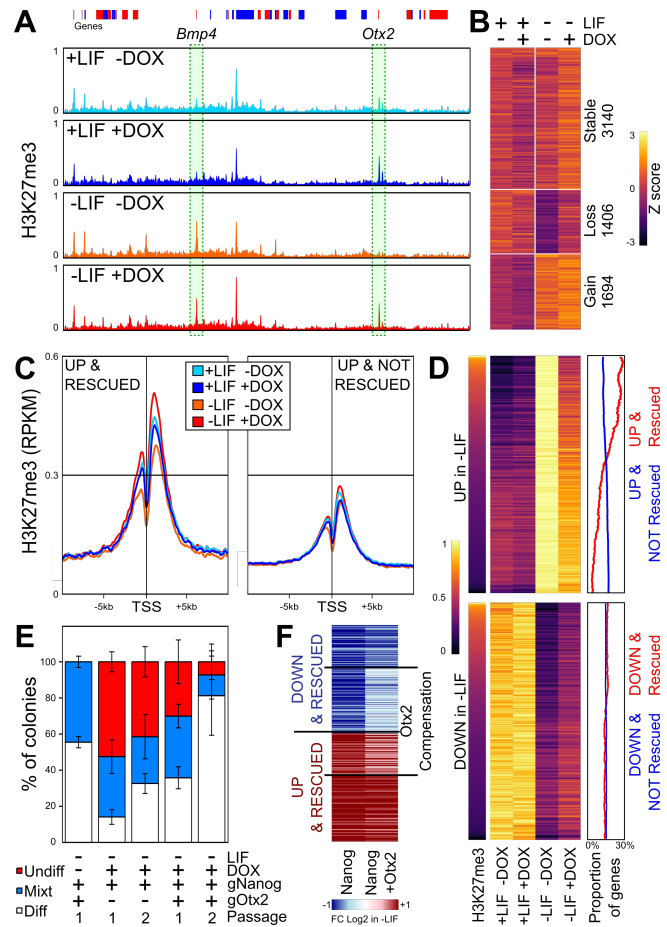 A
Genes
Bmp4
Otx2
H3K27me3
1
+LIF -DOX
0
1
+LIF +DOX
0
1
-LIF -DOX
0
1
-LIF +DOX
0
B
+ + - - LIF
- + - + DOX
Stable
3140
Loss
1406
Gain
1694
3
-3
Z score
C
H3K27me3 (RPKM)
0.6
0.3
0
UP &
RESCUED
+LIF -DOX
+LIF +DOX
-LIF -DOX
-LIF +DOX
UP & NOT
RESCUED
-5kb TSS +5kb
-5kb TSS +5kb
D
UP in -LIF
UP &
Rescued
UP &
NOT Rescued
1
0.5
0
DOWN in -LIF
DOWN &
Rescued
DOWN &
NOT Rescued
0% 30%
H3K27me3
+LIF -DOX
+LIF +DOX
-LIF -DOX
-LIF +DOX
Proportion
of genes
E
% of colonies
100
80
60
40
20
0
Undiff
Mixt
Diff
- - - - - LIF
- + + + + DOX
+ + + + + gNanog
+ - - + + gOtx2
1 1 2 1 2 Passage
F
DOWN
& RESCUED
UP
& RESCUED
Otx2
Compensation
Nanog
Nanog
+Otx2
-1 +1
FC Log2 in -LIF